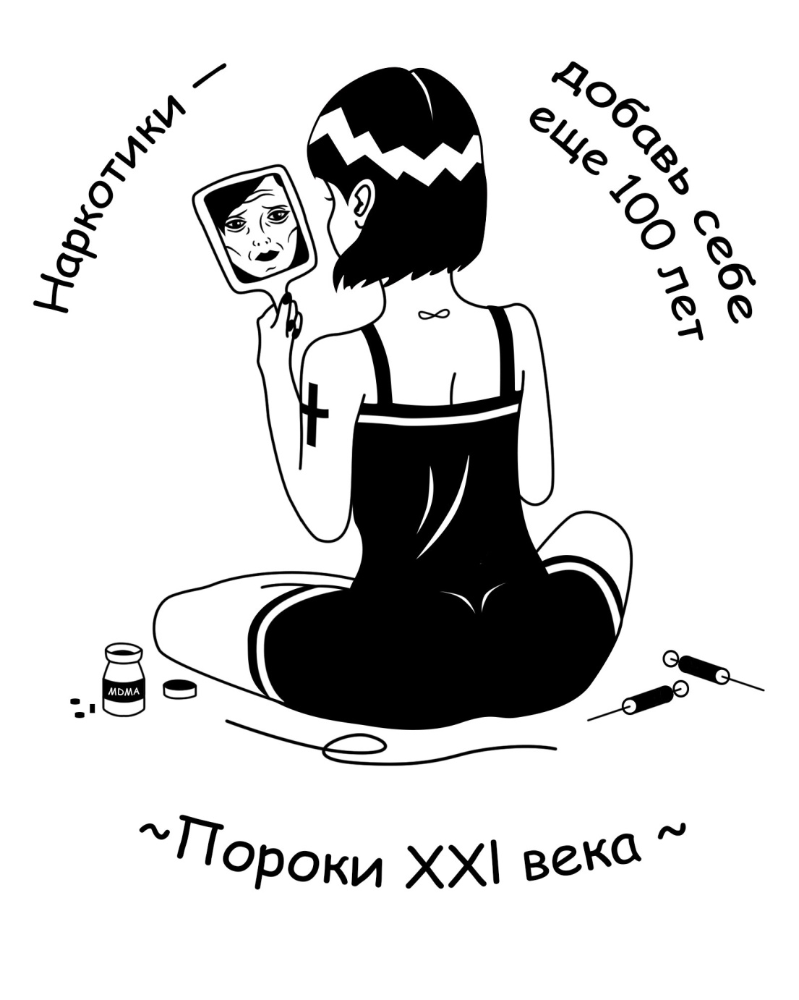 Наркотики —
добавь себе
еще 100 лет
MDMA
~Пороки XXI века ~